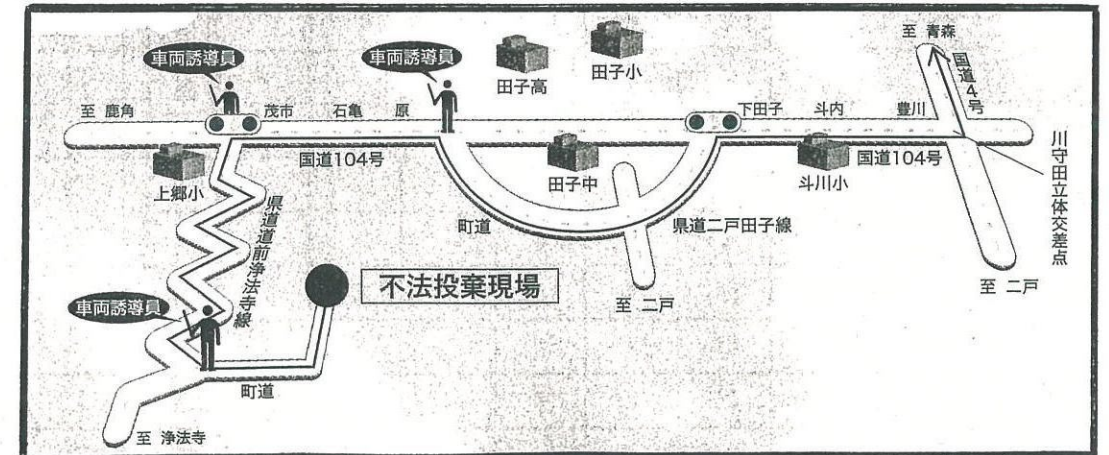 至 青森
国道4号
車両誘導員
車両誘導員
田子高
田子小
至 鹿角
茂市
石亀
原
下田子
斗内
豊川
国道104号
国道104号
上郷小
田子中
斗川小
川守田立体交差点
町道
県道二戸田子線
県道道前浄法寺線
不法投棄現場
至 二戸
至 二戸
車両誘導員
町道
至 浄法寺